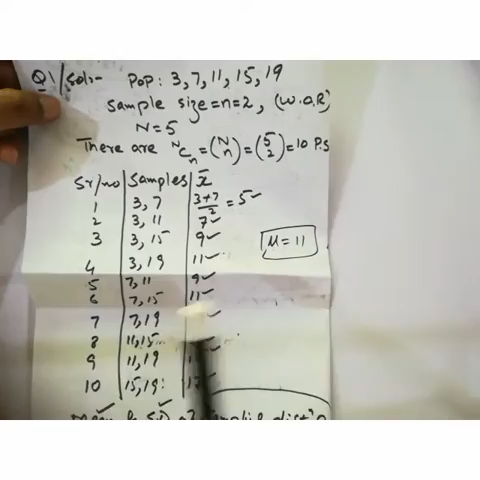 Q1/Sol:- Pop: 3, 7, 11, 15, 19
Sample size = n = 2, (W.O.R)
N = 5
There are ᴺCₙ = (N n) = (5 2) = 10 P.S
Sr/no Samples x̄
1 3, 7 3+7/2 = 5 ✓
2 3, 11 7 ✓
3 3, 15 9 ✓
μ = 11
4 3, 19 11 ✓
5 7, 11 9 ✓
6 7, 15 11 ✓
7 7, 19 ✓
8 11, 15
9 11, 19 ✓
10 15, 19
mean & S.D of dist'n